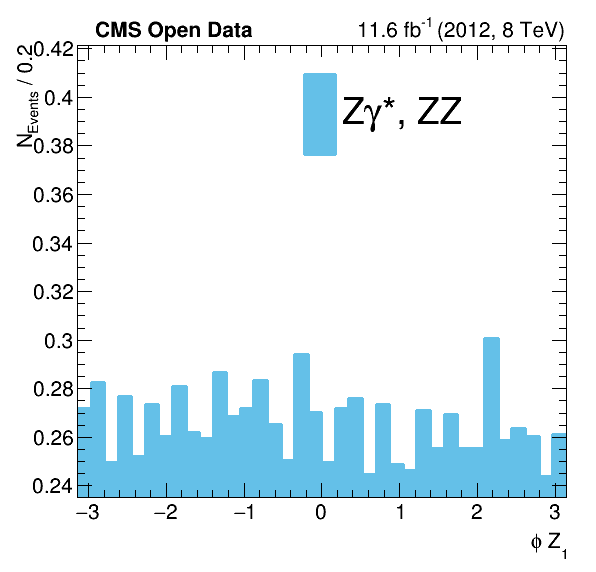 CMS Open Data 11.6 fb⁻¹ (2012, 8 TeV)
N_Events / 0.2
0.42
0.4
0.38
0.36
0.34
0.32
0.3
0.28
0.26
0.24
Zγ*, ZZ
−3 −2 −1 0 1 2 3
ϕ Z₁